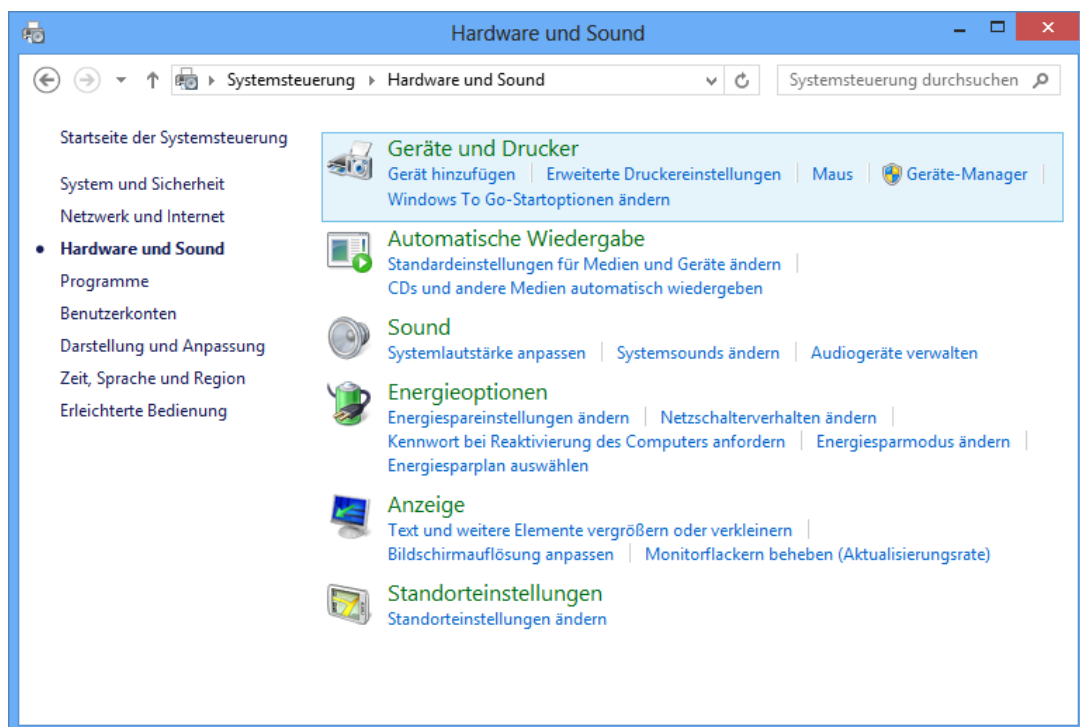 Hardware und Sound
Systemsteuerung Hardware und Sound Systemsteuerung durchsuchen
Startseite der Systemsteuerung
System und Sicherheit
Netzwerk und Internet
Hardware und Sound
Programme
Benutzerkonten
Darstellung und Anpassung
Zeit, Sprache und Region
Erleichterte Bedienung
Geräte und Drucker
Gerät hinzufügen Erweiterte Druckereinstellungen Maus Geräte-Manager
Windows To Go-Startoptionen ändern
Automatische Wiedergabe
Standardeinstellungen für Medien und Geräte ändern
CDs und andere Medien automatisch wiedergeben
Sound
Systemlautstärke anpassen Systemsounds ändern Audiogeräte verwalten
Energieoptionen
Energiespareinstellungen ändern Netzschalterverhalten ändern
Kennwort bei Reaktivierung des Computers anfordern Energiesparmodus ändern
Energiesparplan auswählen
Anzeige
Text und weitere Elemente vergrößern oder verkleinern
Bildschirmauflösung anpassen Monitorflackern beheben (Aktualisierungsrate)
Standorteinstellungen
Standorteinstellungen ändern